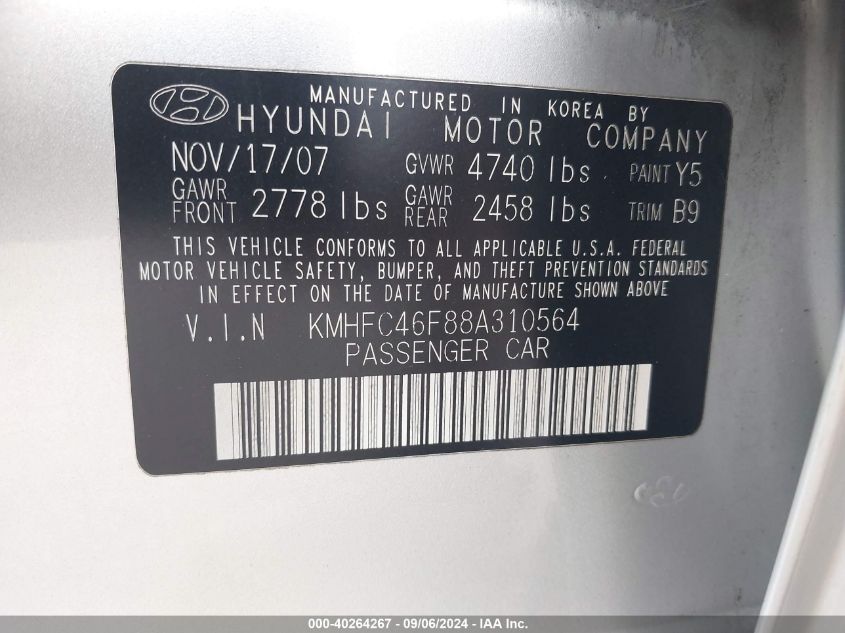 MANUFACTURED IN KOREA BY
HYUNDAI MOTOR COMPANY
NOV/17/07 GVWR 4740 lbs PAINT Y5
GAWR FRONT 2778 lbs GAWR REAR 2458 lbs TRIM B9
THIS VEHICLE CONFORMS TO ALL APPLICABLE U.S.A. FEDERAL
MOTOR VEHICLE SAFETY, BUMPER, AND THEFT PREVENTION STANDARDS
IN EFFECT ON THE DATE OF MANUFACTURE SHOWN ABOVE
V.I.N KMHFC46F88A310564
PASSENGER CAR
000-40264267 - 09/06/2024 - IAA Inc.